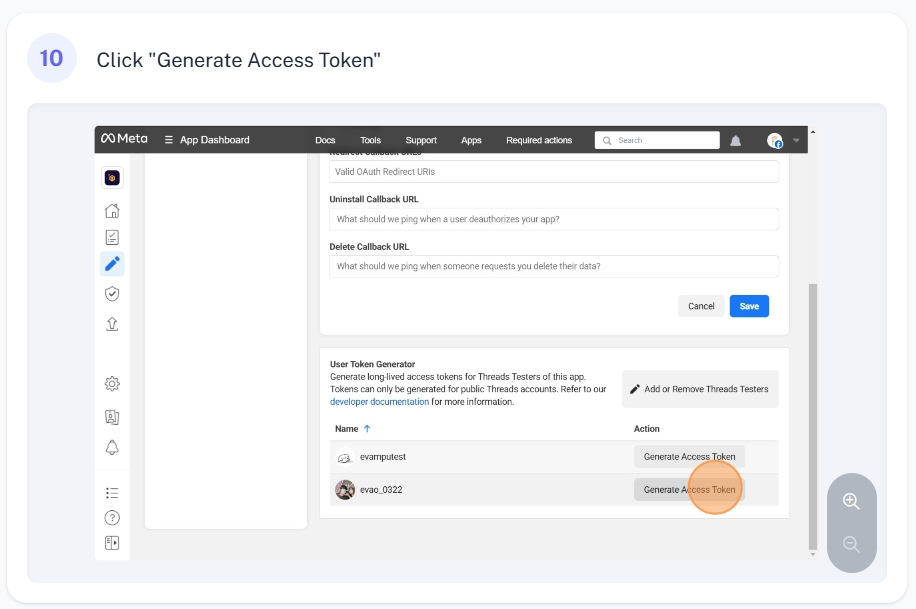 10 Click "Generate Access Token"
Meta App Dashboard Docs Tools Support Apps Required actions Search
Redirect Callback URLs
Valid OAuth Redirect URIs
Uninstall Callback URL
What should we ping when a user deauthorizes your app?
Delete Callback URL
What should we ping when someone requests you delete their data?
Cancel Save
User Token Generator
Generate long-lived access tokens for Threads Testers of this app.
Tokens can only be generated for public Threads accounts. Refer to our
developer documentation for more information.
Add or Remove Threads Testers
Name ↑ Action
evamputest Generate Access Token
evao_0322 Generate Access Token